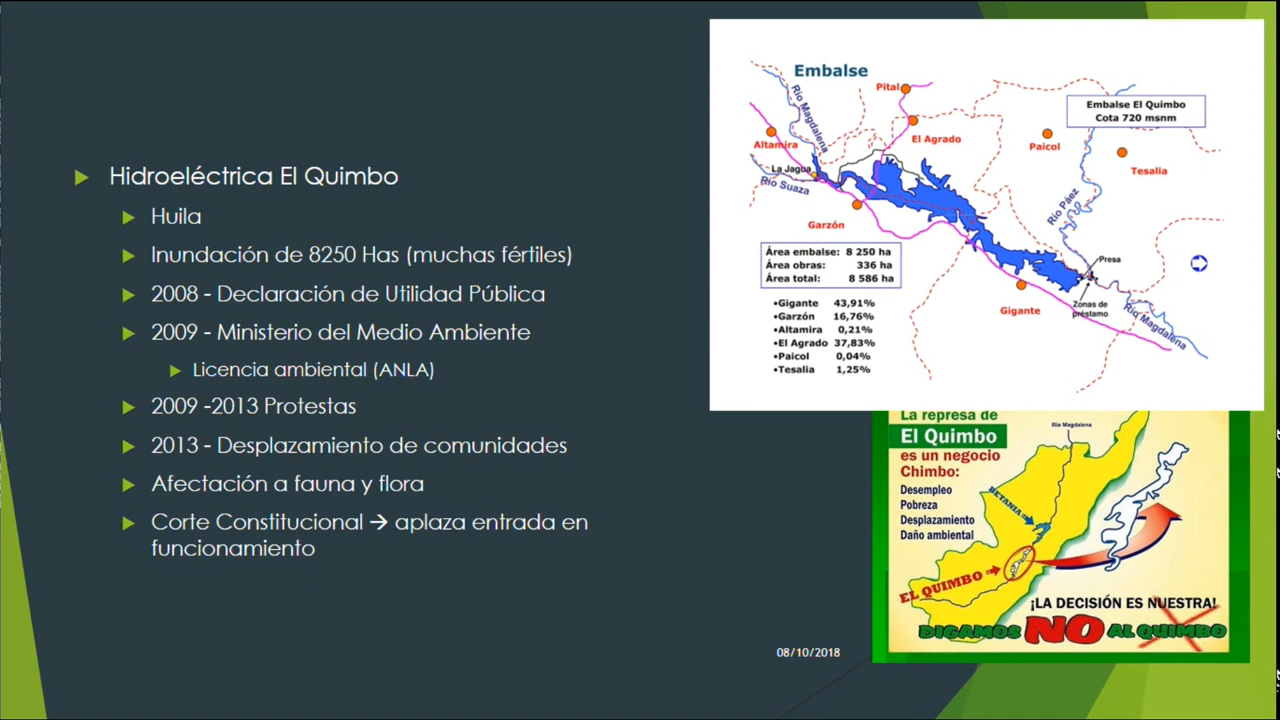 Hidroeléctrica El Quimbo
Huila
Inundación de 8250 Has (muchas fértiles)
2008 - Declaración de Utilidad Pública
2009 - Ministerio del Medio Ambiente
Licencia ambiental (ANLA)
2009 -2013 Protestas
2013 - Desplazamiento de comunidades
Afectación a fauna y flora
Corte Constitucional → aplaza entrada en
funcionamiento
Embalse
Embalse El Quimbo
Cota 720 msnm
Pital
Río Magdalena
El Agrado
Altamira
Paicol
Tesalia
La Jagua
Río Suaza
Río Páez
Garzón
Presa
Área embalse: 8 250 ha
Área obras: 336 ha
Área total: 8 586 ha
Gigante
Zonas de
préstamo
Río Magdalena
•Gigante 43,91%
•Garzón 16,76%
•Altamira 0,21%
•El Agrado 37,83%
•Paicol 0,04%
•Tesalia 1,25%
La represa de
El Quimbo
es un negocio
Chimbo:
Desempleo
Pobreza
Desplazamiento
Daño ambiental
Río Magdalena
BETANIA
EL QUIMBO
¡LA DECISIÓN ES NUESTRA!
DIGAMOS NO AL QUIMBO
08/10/2018